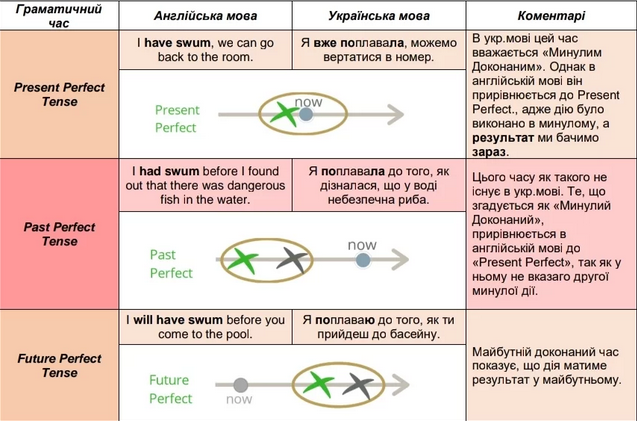 Граматичний час
Англійська мова
Українська мова
Коментарі
Present Perfect
Tense
I have swum, we can go
back to the room.
Я вже поплавала, можемо
вертатися в номер.
Present
Perfect
now
В укр.мові цей час
вважається «Минулим
Доконаним». Однак в
англійській мові він
прирівнюється до Present
Perfect., адже дію було
виконано в минулому, а
результат ми бачимо
зараз.
Past Perfect
Tense
I had swum before I found
out that there was dangerous
fish in the water.
Я поплавала до того, як
дізналася, що у воді
небезпечна риба.
Past
Perfect
now
Цього часу як такого не
існує в укр.мові. Те, що
згадується як «Минулий
Доконаний»,
прирівнюється в
англійській мові до
«Present Perfect», так як у
ньому не вказаго другої
минулої дії.
Future Perfect
Tense
I will have swum before you
come to the pool.
Я поплаваю до того, як ти
прийдеш до басейну.
Future
Perfect
now
Майбутній доконаний час
показує, що дія матиме
результат у майбутньому.